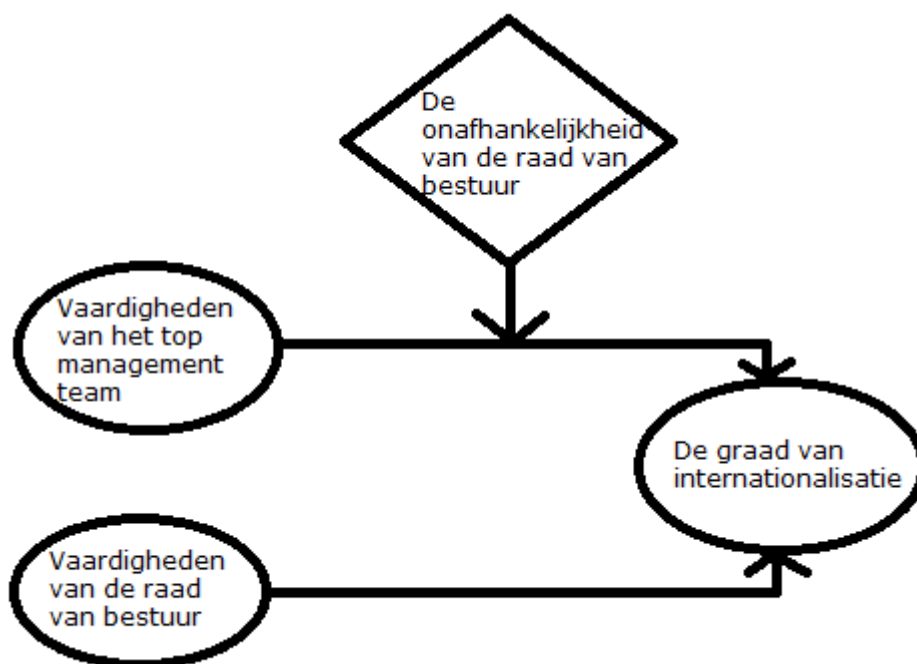 De
onafhankelijkheid
van de raad van
bestuur
Vaardigheden
van het top
management
team
De graad van
internationalisatie
Vaardigheden
van de raad
van bestuur